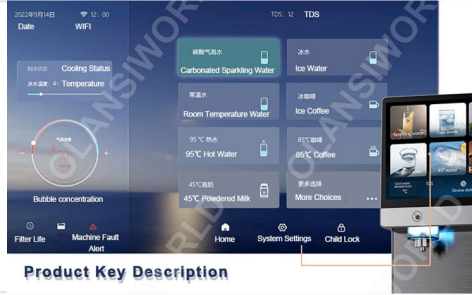 2022年9月14日
12:00
TDS: 12
TDS
Date
WIFI
制冷状态:
Cooling Status
冰水温度: 4°
Temperature
Bubble concentration
碳酸气泡水
Carbonated Sparkling Water
冰水
Ice Water
常温水
Room Temperature Water
冰咖啡
Ice Coffee
95 ℃ 热水
95℃ Hot Water
85℃咖啡
85℃ Coffee
45℃泡奶
45℃ Powdered Milk
更多选择
More Choices
Filter Life
Machine Fault
Alert
Home
System Settings
Child Lock
Product Key Description
OLANSIWORLD